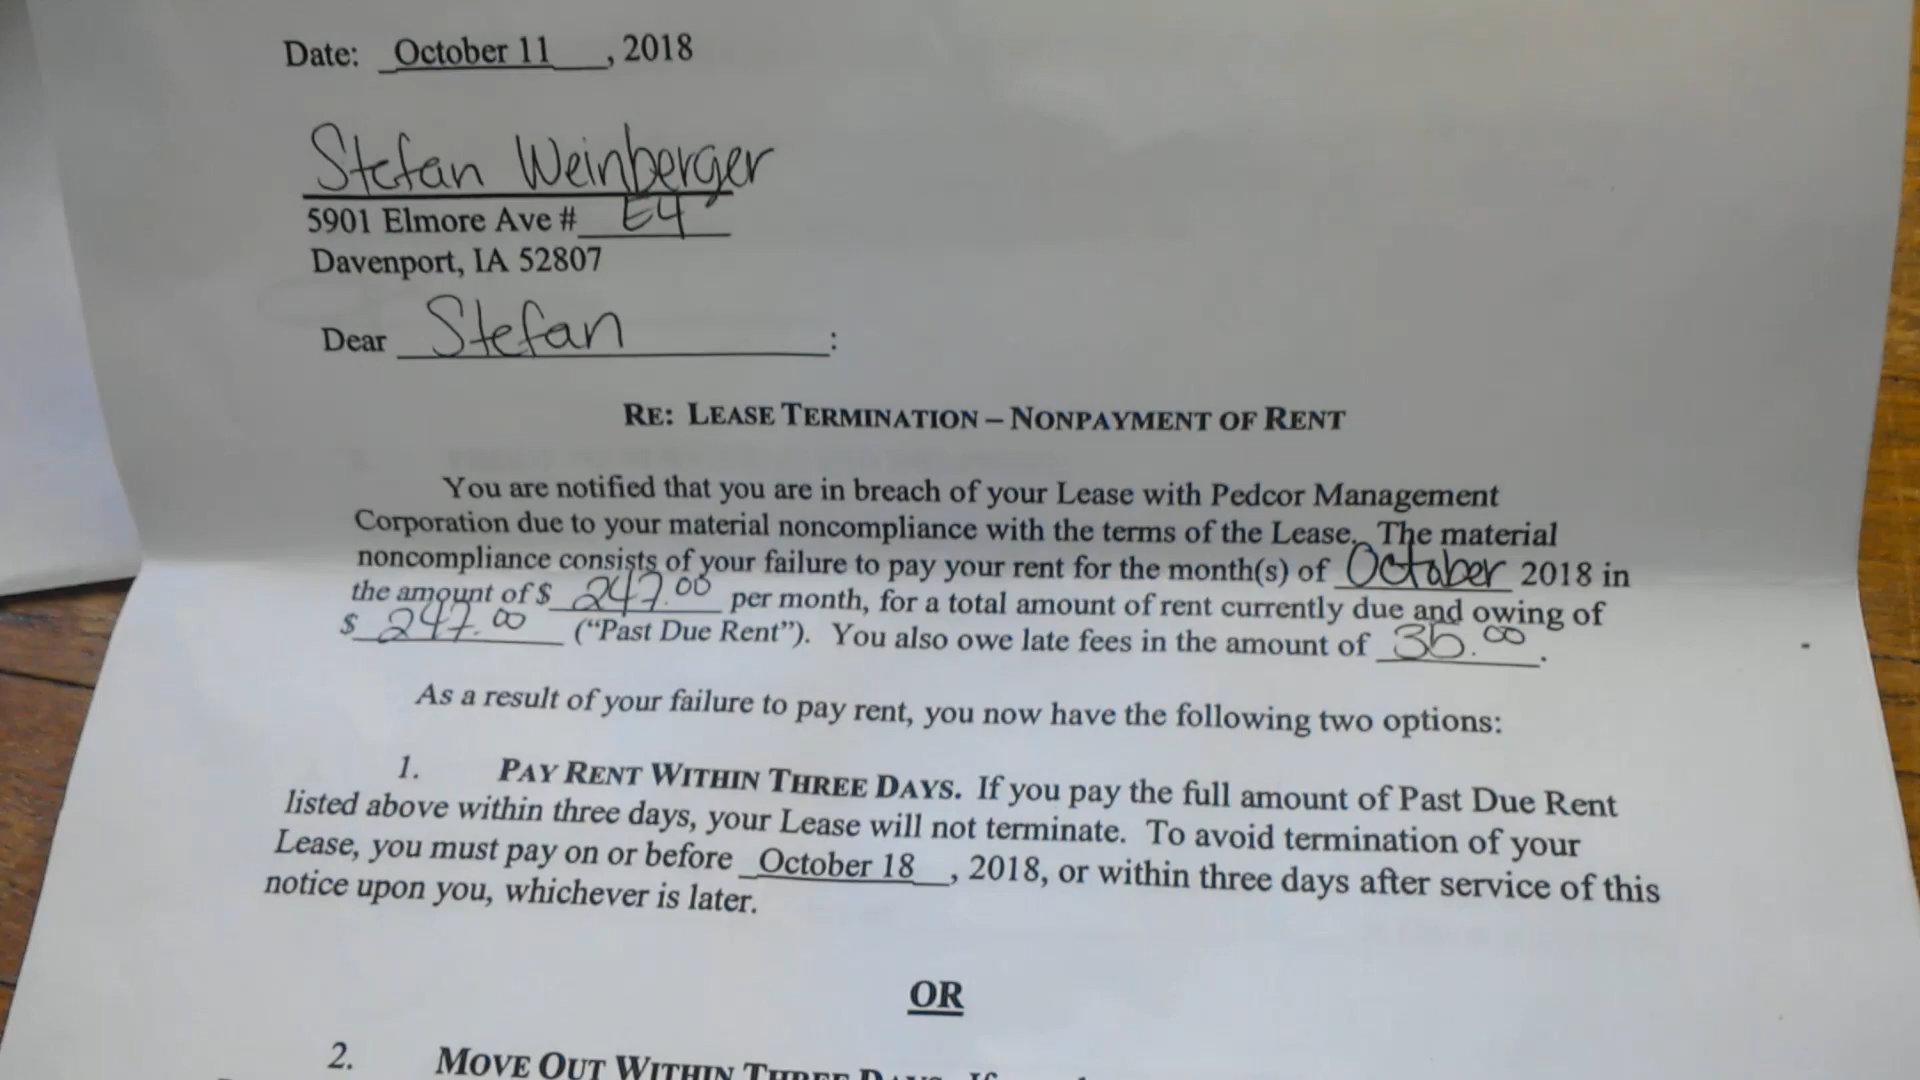 Date: October 11, 2018
Stefan Weinberger
5901 Elmore Ave # E4
Davenport, IA 52807
Dear Stefan :
RE: LEASE TERMINATION – NONPAYMENT OF RENT
You are notified that you are in breach of your Lease with Pedcor Management
Corporation due to your material noncompliance with the terms of the Lease. The material
noncompliance consists of your failure to pay your rent for the month(s) of October 2018 in
the amount of $ 247.00 per month, for a total amount of rent currently due and owing of
$ 247.00 ("Past Due Rent"). You also owe late fees in the amount of .
As a result of your failure to pay rent, you now have the following two options:
1. PAY RENT WITHIN THREE DAYS. If you pay the full amount of Past Due Rent
listed above within three days, your Lease will not terminate. To avoid termination of your
Lease, you must pay on or before October 18, 2018, or within three days after service of this
notice upon you, whichever is later.
OR
2. MOVE OUT WITHIN THREE DAYS. If